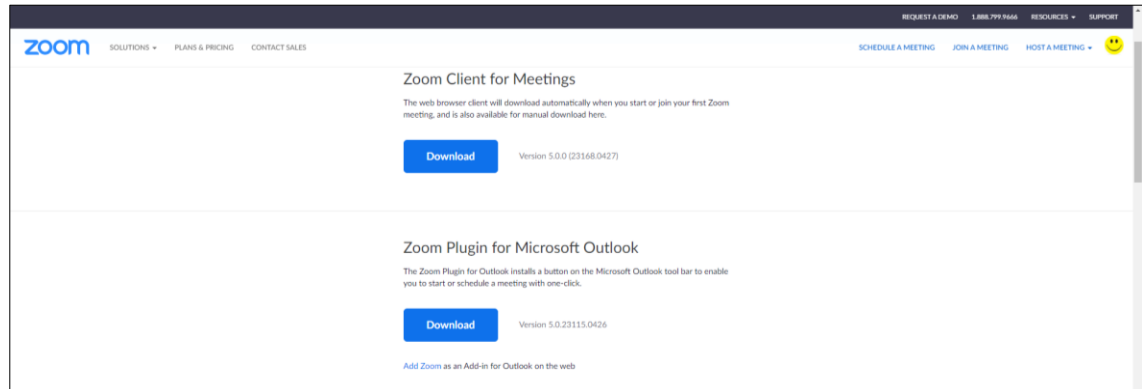 REQUEST A DEMO 1.888.799.9666 RESOURCES SUPPORT
zoom SOLUTIONS PLANS & PRICING CONTACT SALES SCHEDULE A MEETING JOIN A MEETING HOST A MEETING
Zoom Client for Meetings
The web browser client will download automatically when you start or join your first Zoom
meeting, and is also available for manual download here.
Download Version 5.0.0 (23168.0427)
Zoom Plugin for Microsoft Outlook
The Zoom Plugin for Outlook installs a button on the Microsoft Outlook tool bar to enable
you to start or schedule a meeting with one-click.
Download Version 5.0.23115.0426
Add Zoom as an Add-in for Outlook on the web